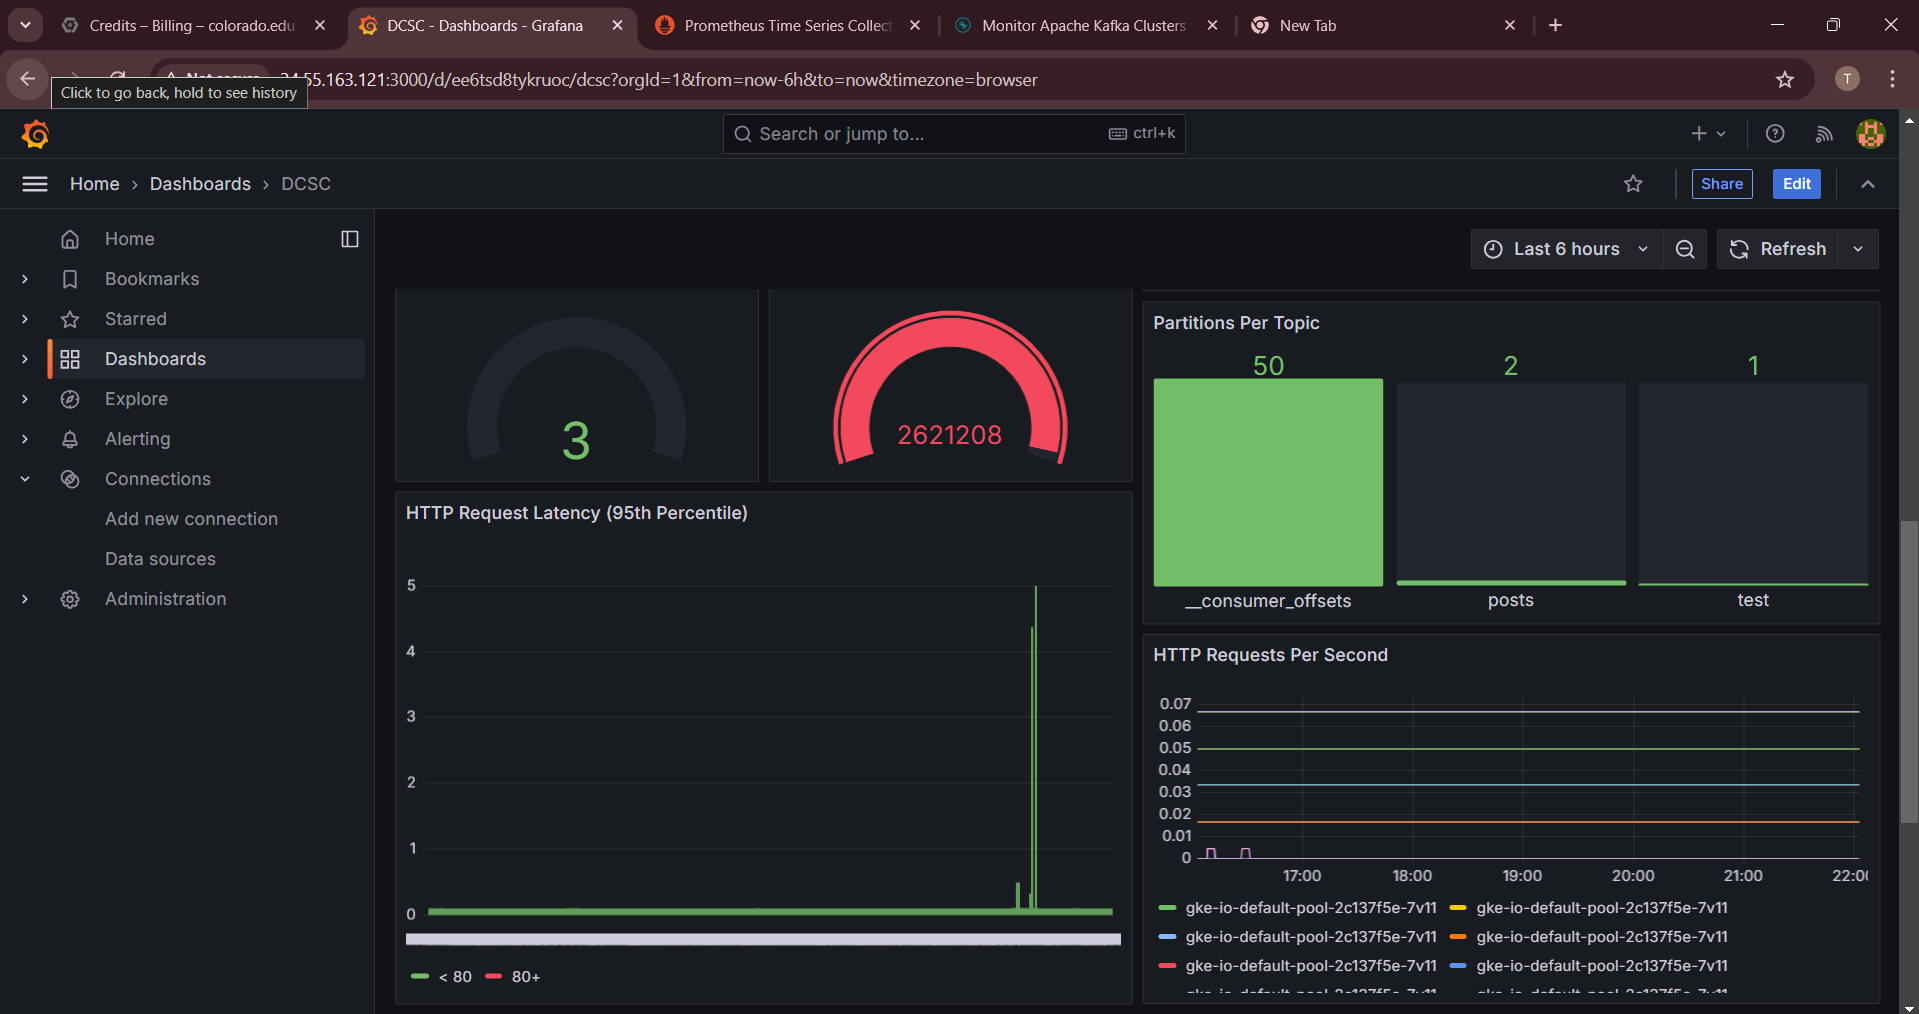 Credits – Billing – colorado.edu
DCSC - Dashboards - Grafana
Prometheus Time Series Collect
Monitor Apache Kafka Clusters
New Tab
55.163.121:3000/d/ee6tsd8tykruoc/dcsc?orgId=1&from=now-6h&to=now&timezone=browser
T
Click to go back, hold to see history
Search or jump to...
ctrl+k
Home › Dashboards › DCSC
Share
Edit
Home
Bookmarks
Starred
Dashboards
Explore
Alerting
Connections
Add new connection
Data sources
Administration
Last 6 hours
Refresh
3
2621208
Partitions Per Topic
50
2
1
__consumer_offsets
posts
test
HTTP Request Latency (95th Percentile)
5
4
3
2
1
0
< 80
80+
HTTP Requests Per Second
0.07
0.06
0.05
0.04
0.03
0.02
0.01
0
17:00
18:00
19:00
20:00
21:00
gke-io-default-pool-2c137f5e-7v11
gke-io-default-pool-2c137f5e-7v11
gke-io-default-pool-2c137f5e-7v11
gke-io-default-pool-2c137f5e-7v11
gke-io-default-pool-2c137f5e-7v11
gke-io-default-pool-2c137f5e-7v11